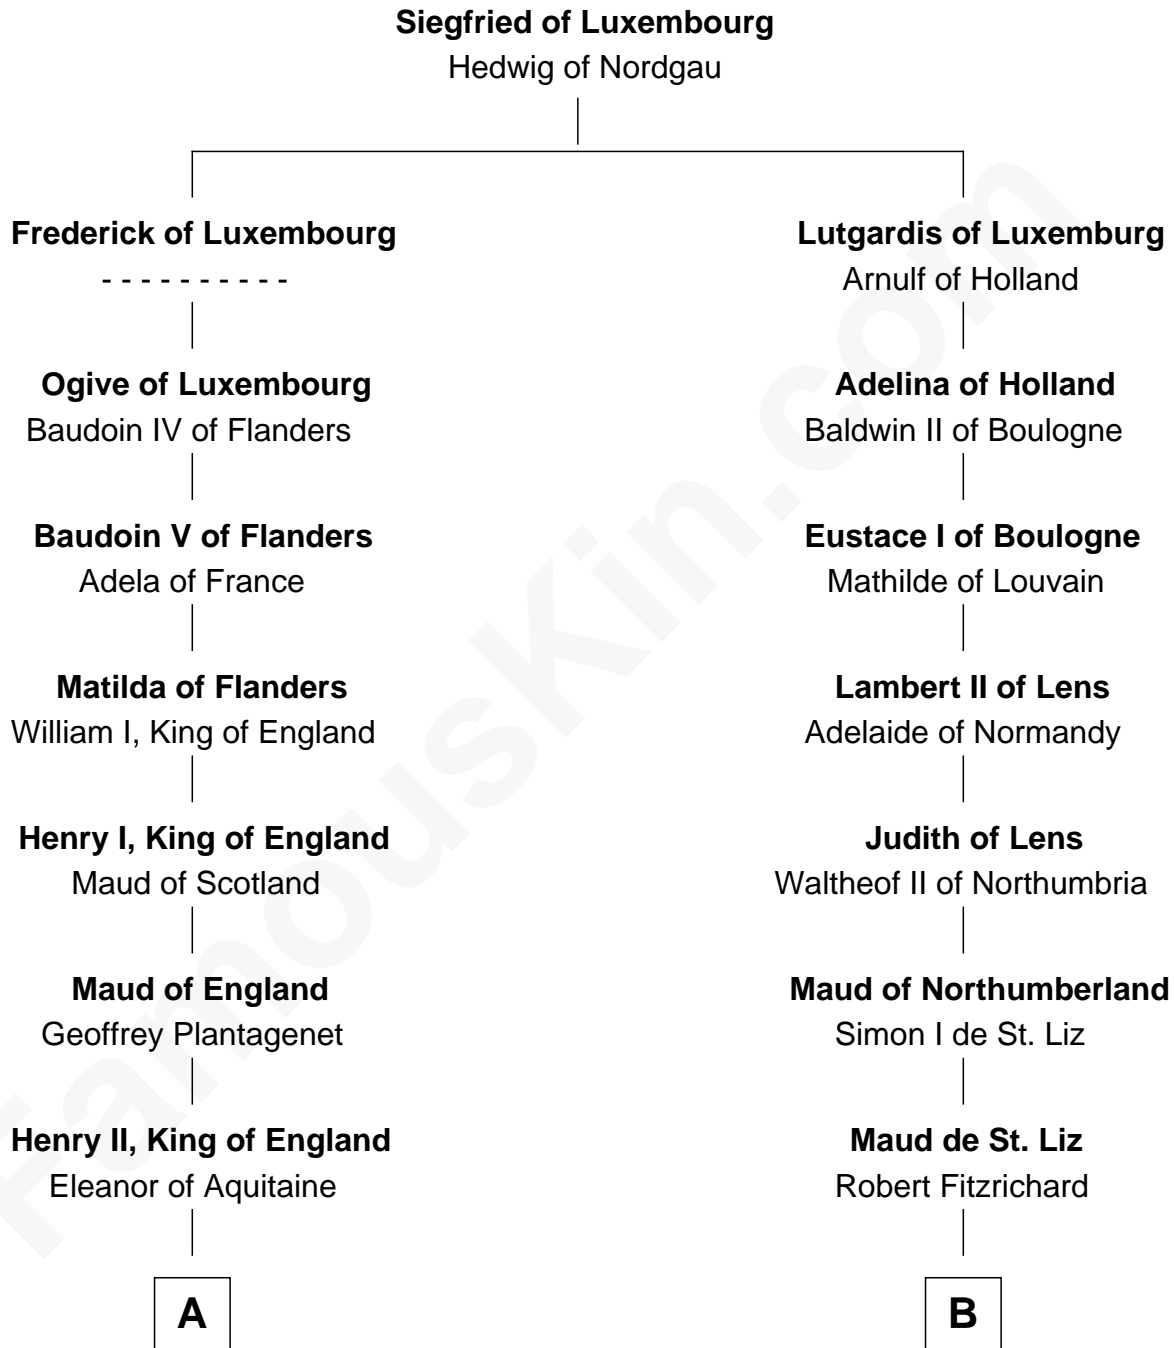 Siegfried of Luxembourg
Hedwig of Nordgau
Frederick of Luxembourg
- - - - - - - - - -
Lutgardis of Luxemburg
Arnulf of Holland
Ogive of Luxembourg
Baudoin IV of Flanders
Adelina of Holland
Baldwin II of Boulogne
Baudoin V of Flanders
Adela of France
Eustace I of Boulogne
Mathilde of Louvain
Matilda of Flanders
William I, King of England
Lambert II of Lens
Adelaide of Normandy
Henry I, King of England
Maud of Scotland
Judith of Lens
Waltheof II of Northumbria
Maud of England
Geoffrey Plantagenet
Maud of Northumberland
Simon I de St. Liz
Henry II, King of England
Eleanor of Aquitaine
Maud de St. Liz
Robert Fitzrichard
A
B
FamousKin.com